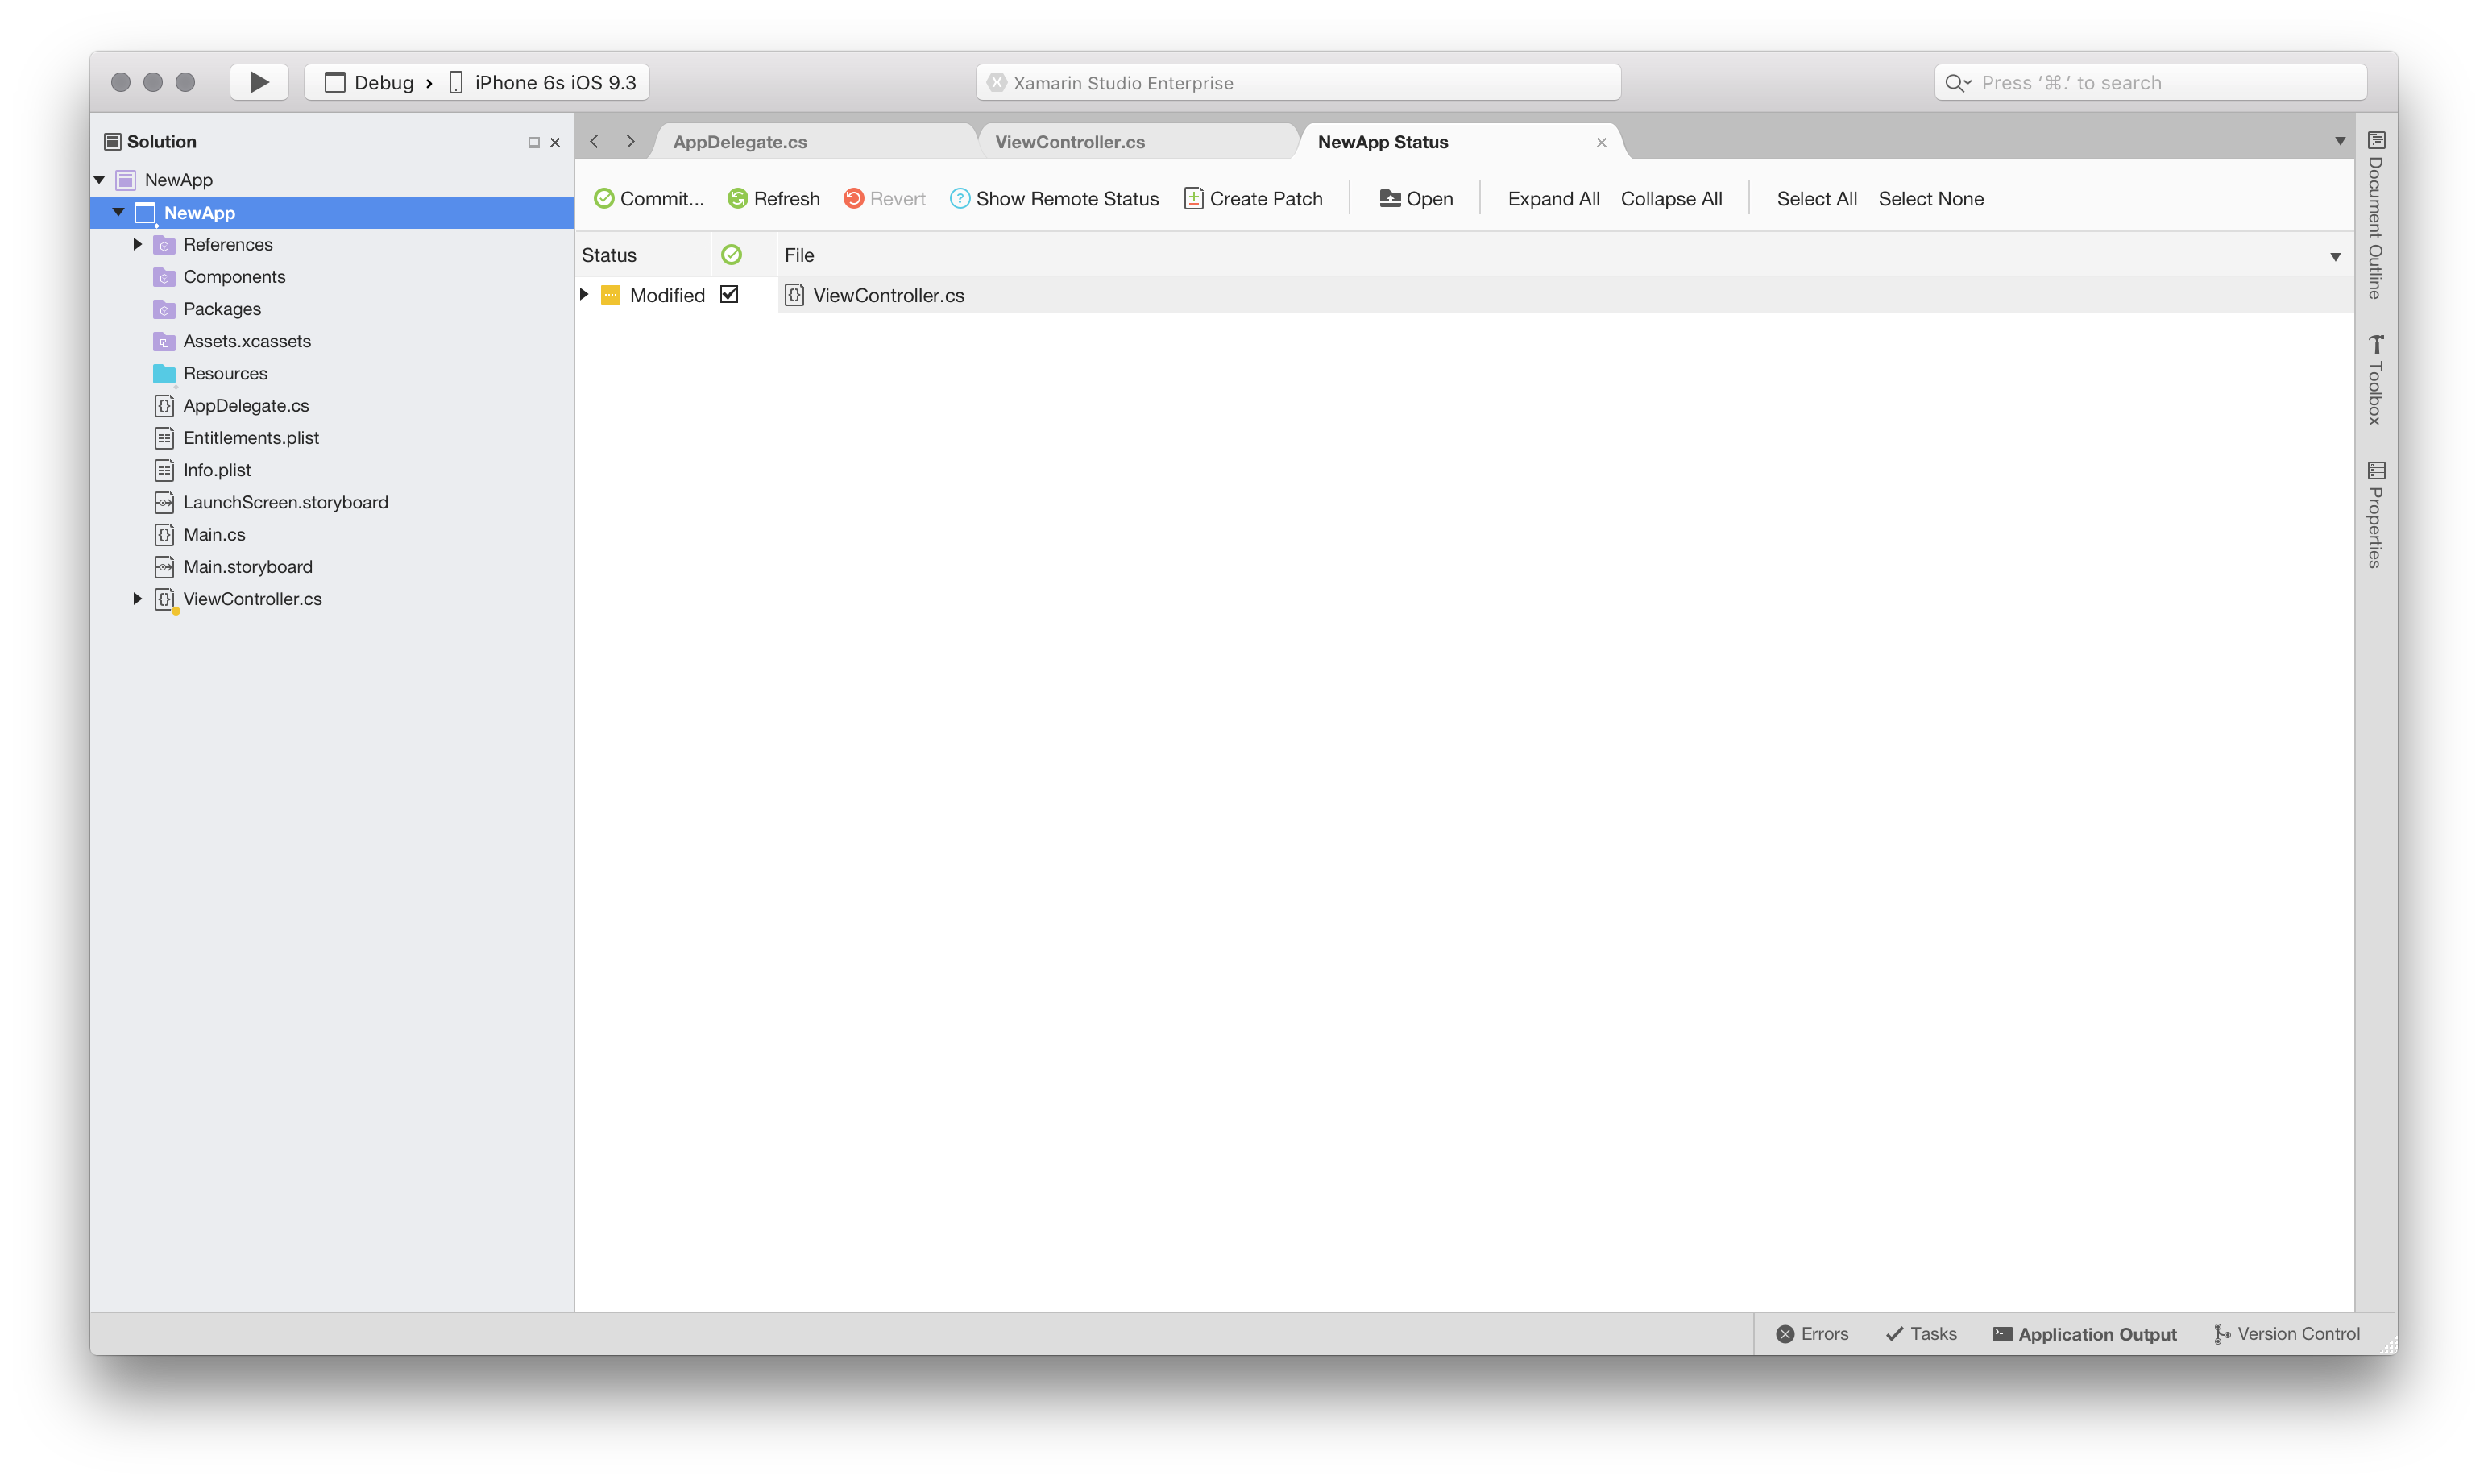 Debug › iPhone 6s iOS 9.3
Xamarin Studio Enterprise
Press ‘⌘.’ to search
Solution
NewApp
NewApp
References
Components
Packages
Assets.xcassets
Resources
AppDelegate.cs
Entitlements.plist
Info.plist
LaunchScreen.storyboard
Main.cs
Main.storyboard
ViewController.cs
AppDelegate.cs
ViewController.cs
NewApp Status
Commit... Refresh Revert Show Remote Status Create Patch Open Expand All Collapse All Select All Select None
Status File
Modified ViewController.cs
Document Outline
Toolbox
Properties
Errors Tasks Application Output Version Control